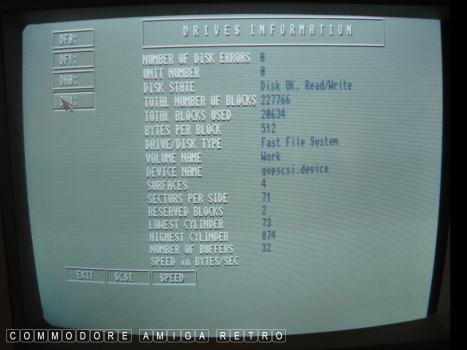 DRIVES INFORMATION
DF0:
DF1:
DH0:
NUMBER OF DISK ERRORS 0
UNIT NUMBER 0
DISK STATE Disk OK, Read/Write
TOTAL NUMBER OF BLOCKS 227766
TOTAL BLOCKS USED 20634
BYTES PER BLOCK 512
DRIVE/DISK TYPE Fast File System
VOLUME NAME Work
DEVICE NAME gvpscsi.device
SURFACES 4
SECTORS PER SIDE 71
RESERVED BLOCKS 2
LOWEST CYLINDER 73
HIGHEST CYLINDER 874
NUMBER OF BUFFERS 32
SPEED in BYTES/SEC
EXIT SCSI SPEED
COMMODORE AMIGA RETRO